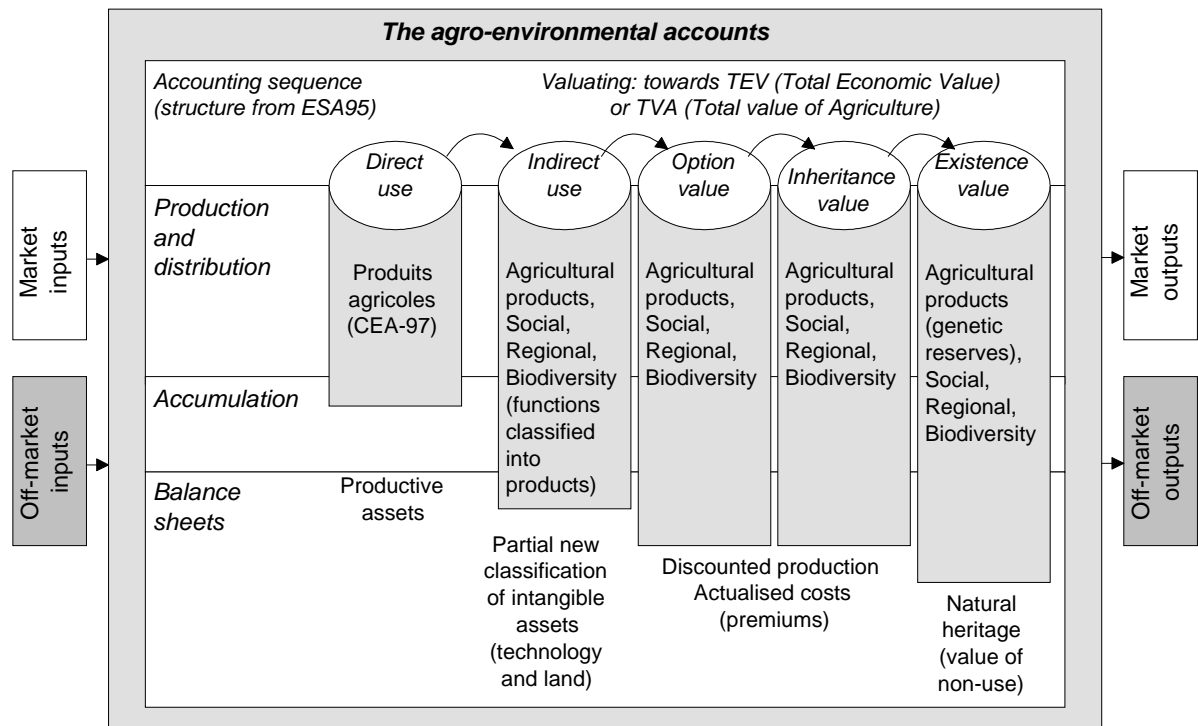 The agro-environmental accounts
Accounting sequence
(structure from ESA95)
Valuating: towards TEV (Total Economic Value)
or TVA (Total value of Agriculture)
Direct
use
Indirect
use
Option
value
Inheritance
value
Existence
value
Market
inputs
Off-market
inputs
Production
and
distribution
Accumulation
Balance
sheets
Produits
agricoles
(CEA-97)
Productive
assets
Agricultural
products,
Social,
Regional,
Biodiversity
(functions
classified
into
products)
Partial new
classification
of intangible
assets
(technology
and land)
Agricultural
products,
Social,
Regional,
Biodiversity
Agricultural
products,
Social,
Regional,
Biodiversity
Discounted production
Actualised costs
(premiums)
Agricultural
products
(genetic
reserves),
Social,
Regional,
Biodiversity
Natural
heritage
(value of
non-use)
Market
outputs
Off-market
outputs